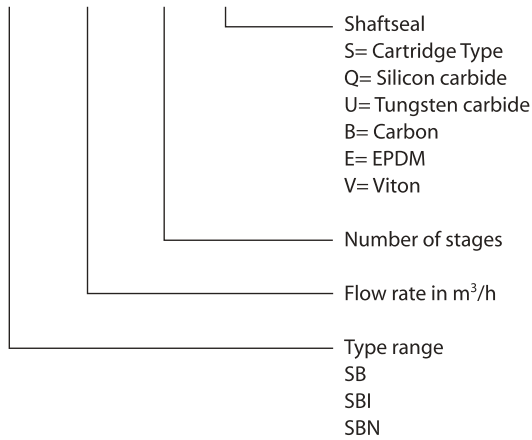 Shaftseal
S= Cartridge Type
Q= Silicon carbide
U= Tungsten carbide
B= Carbon
E= EPDM
V= Viton
Number of stages
Flow rate in m³/h
Type range
SB
SBI
SBN